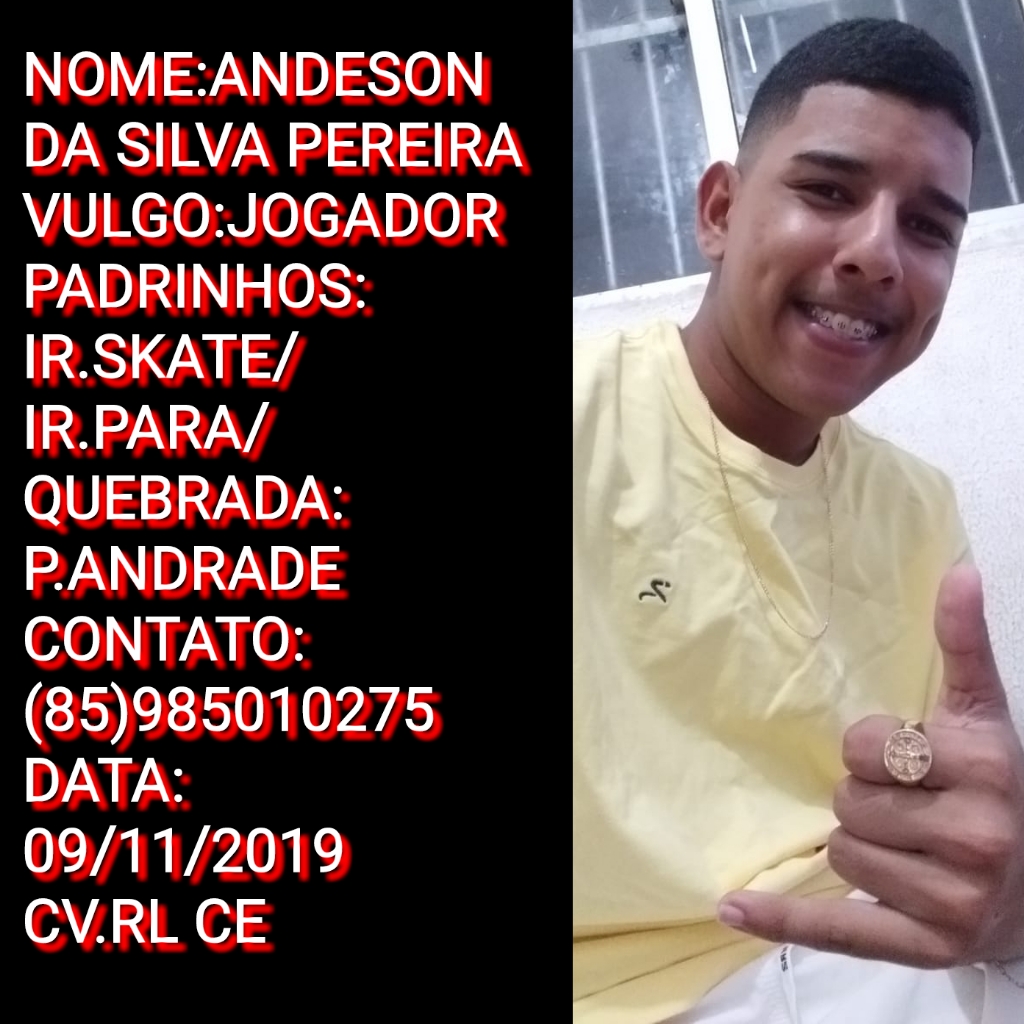 NOME:ANDESON
DA SILVA PEREIRA
VULGO:JOGADOR
PADRINHOS:
IR.SKATE/
IR.PARA/
QUEBRADA:
P.ANDRADE
CONTATO:
(85)985010275
DATA:
09/11/2019
CV.RL CE